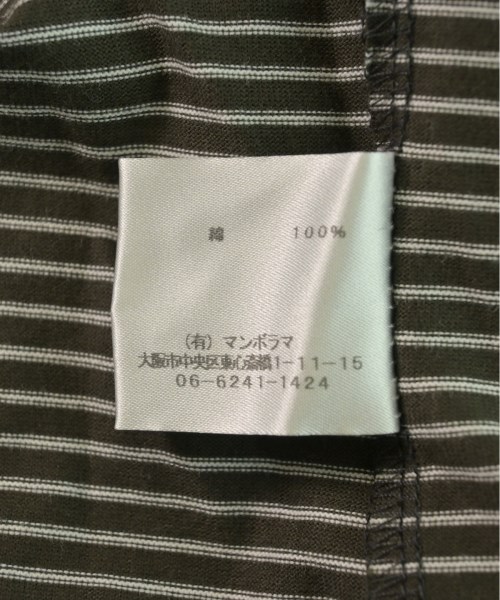 綿 100%
(有) マンボラマ
大阪市中央区東心斎橋1-11-15
06-6241-1424